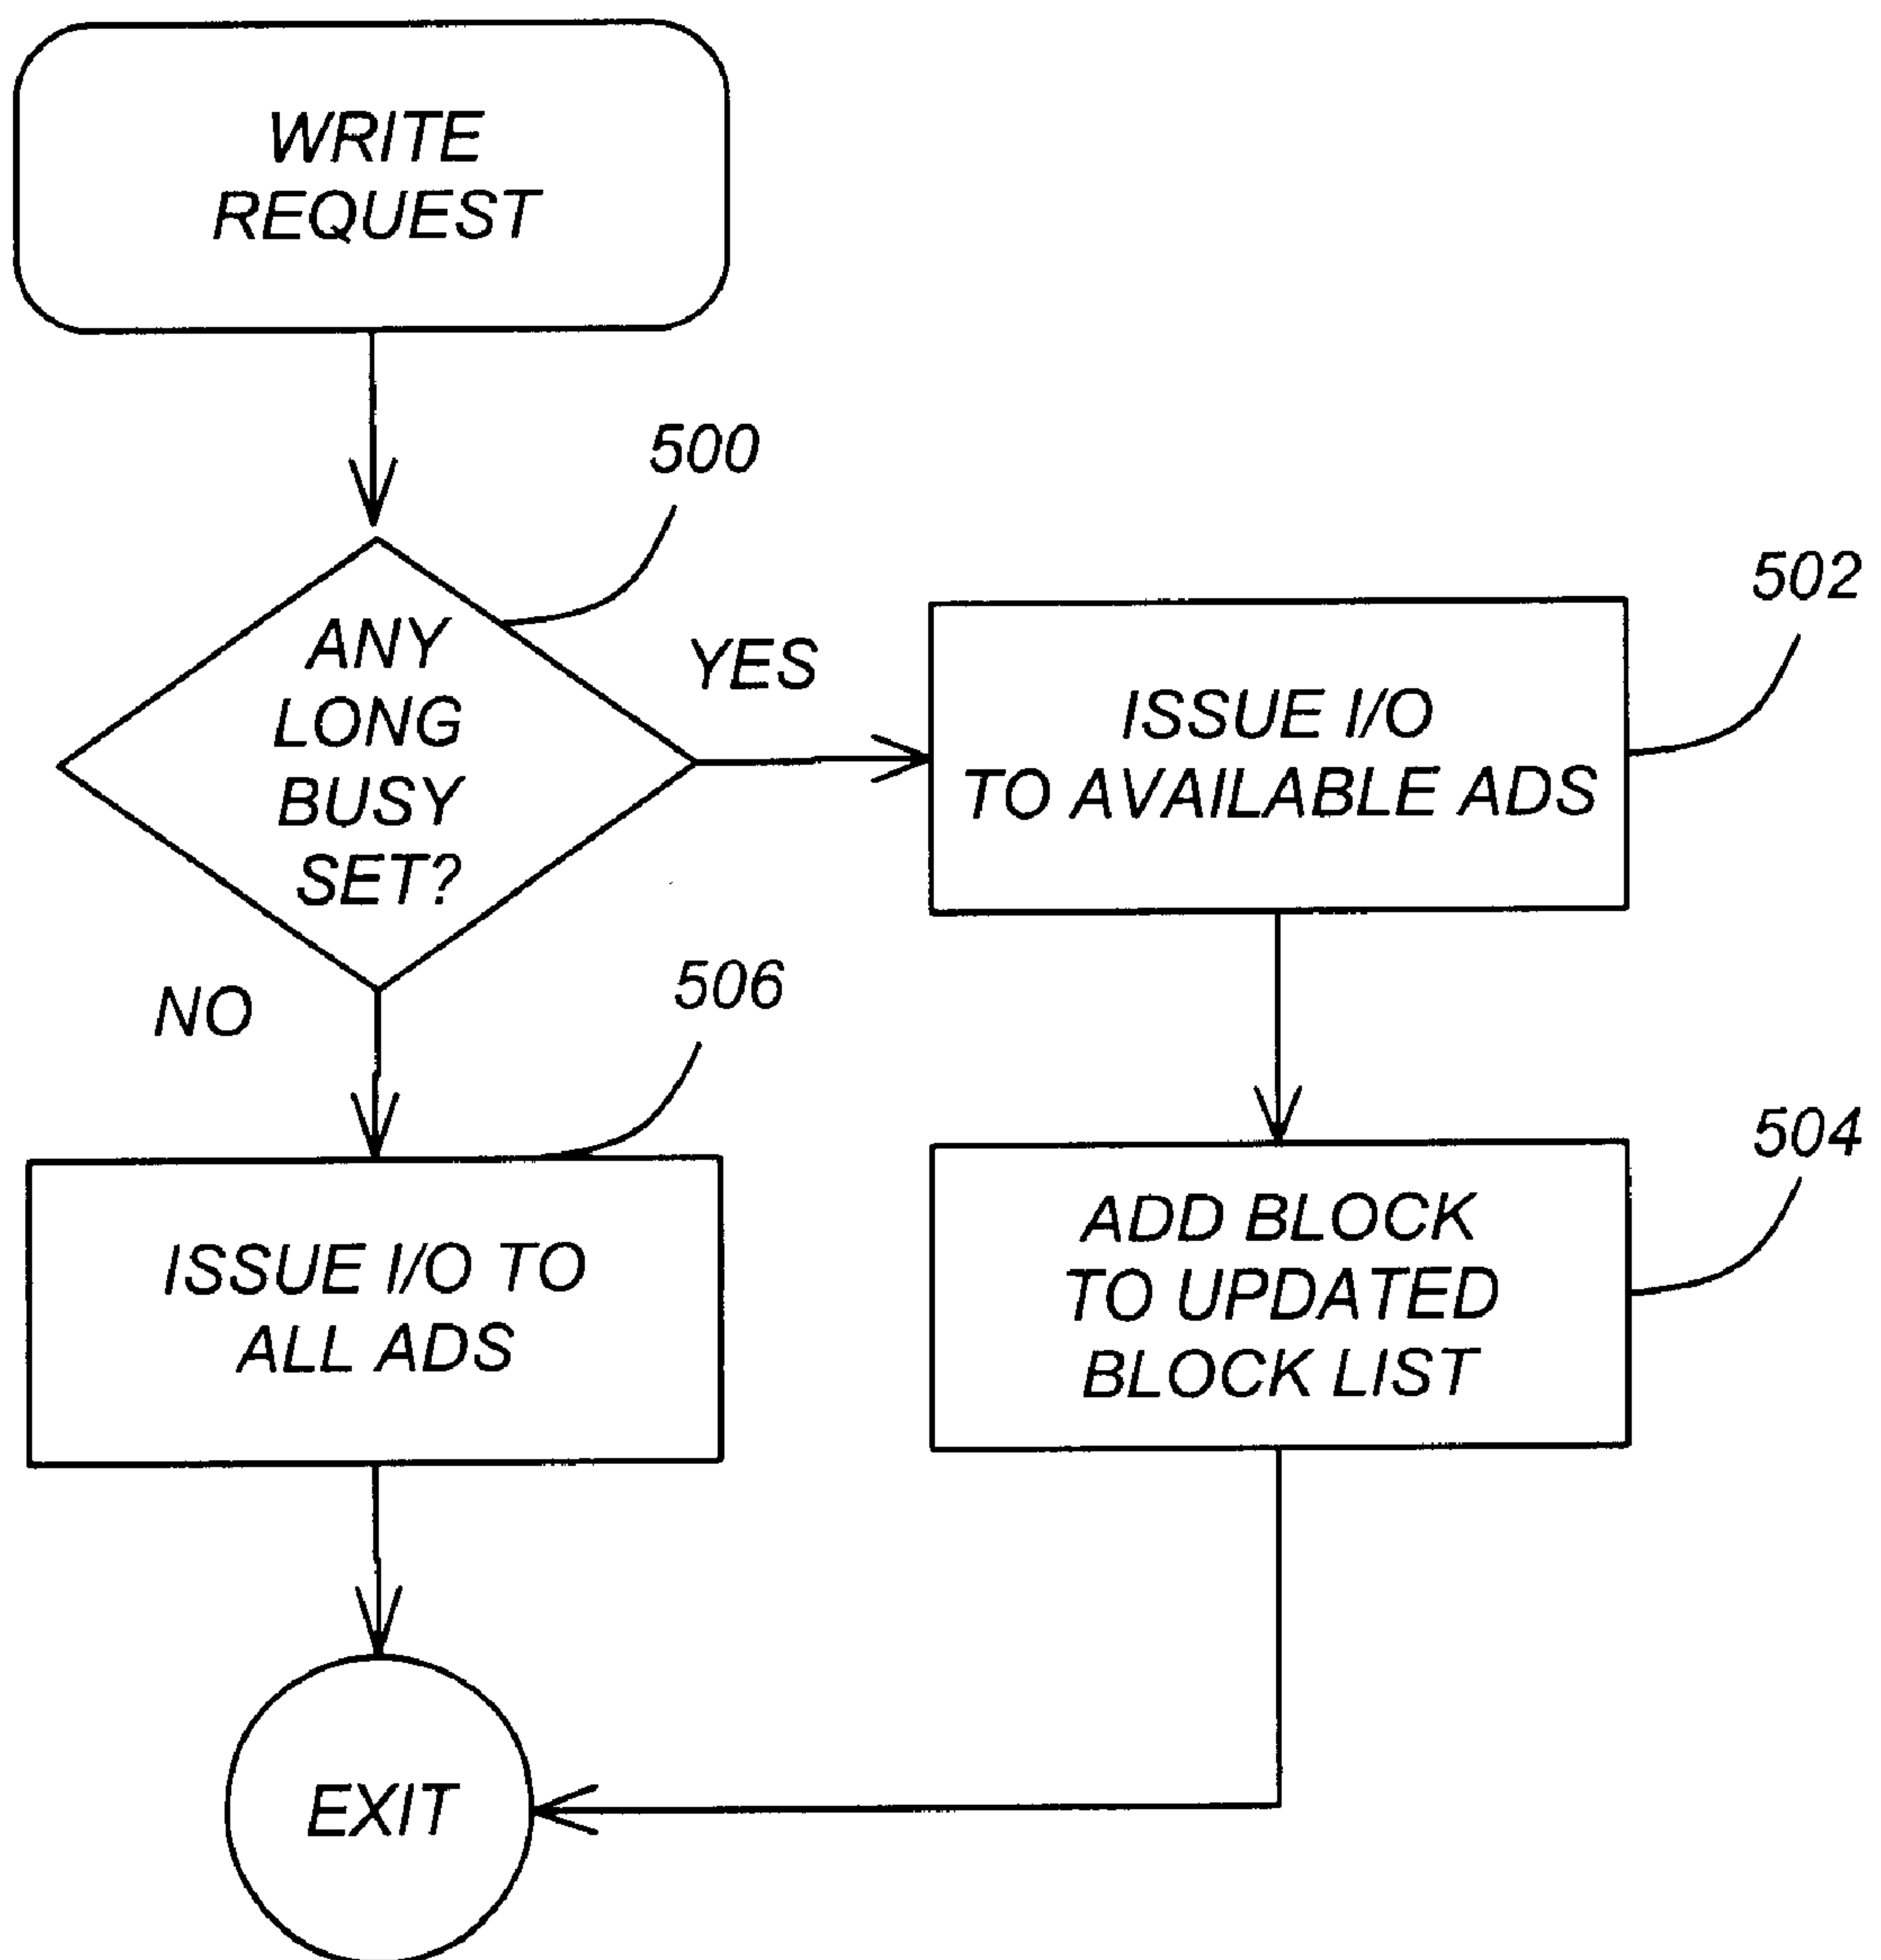 WRITE
REQUEST
500
ANY
LONG
BUSY
SET?
YES
502
ISSUE I/O
TO AVAILABLE ADS
NO
506
ISSUE I/O TO
ALL ADS
504
ADD BLOCK
TO UPDATED
BLOCK LIST
EXIT